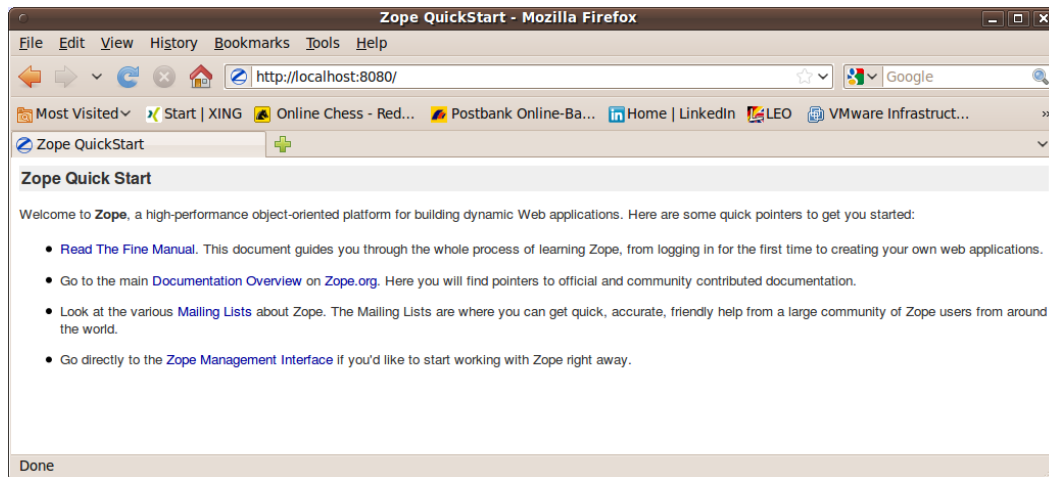 Zope QuickStart - Mozilla Firefox
File Edit View History Bookmarks Tools Help
http://localhost:8080/ Google
Most Visited Start | XING Online Chess - Red... Postbank Online-Ba... Home | LinkedIn LEO VMware Infrastruct... »
Zope QuickStart
Zope Quick Start
Welcome to Zope, a high-performance object-oriented platform for building dynamic Web applications. Here are some quick pointers to get you started:
• Read The Fine Manual. This document guides you through the whole process of learning Zope, from logging in for the first time to creating your own web applications.
• Go to the main Documentation Overview on Zope.org. Here you will find pointers to official and community contributed documentation.
• Look at the various Mailing Lists about Zope. The Mailing Lists are where you can get quick, accurate, friendly help from a large community of Zope users from around
the world.
• Go directly to the Zope Management Interface if you'd like to start working with Zope right away.
Done